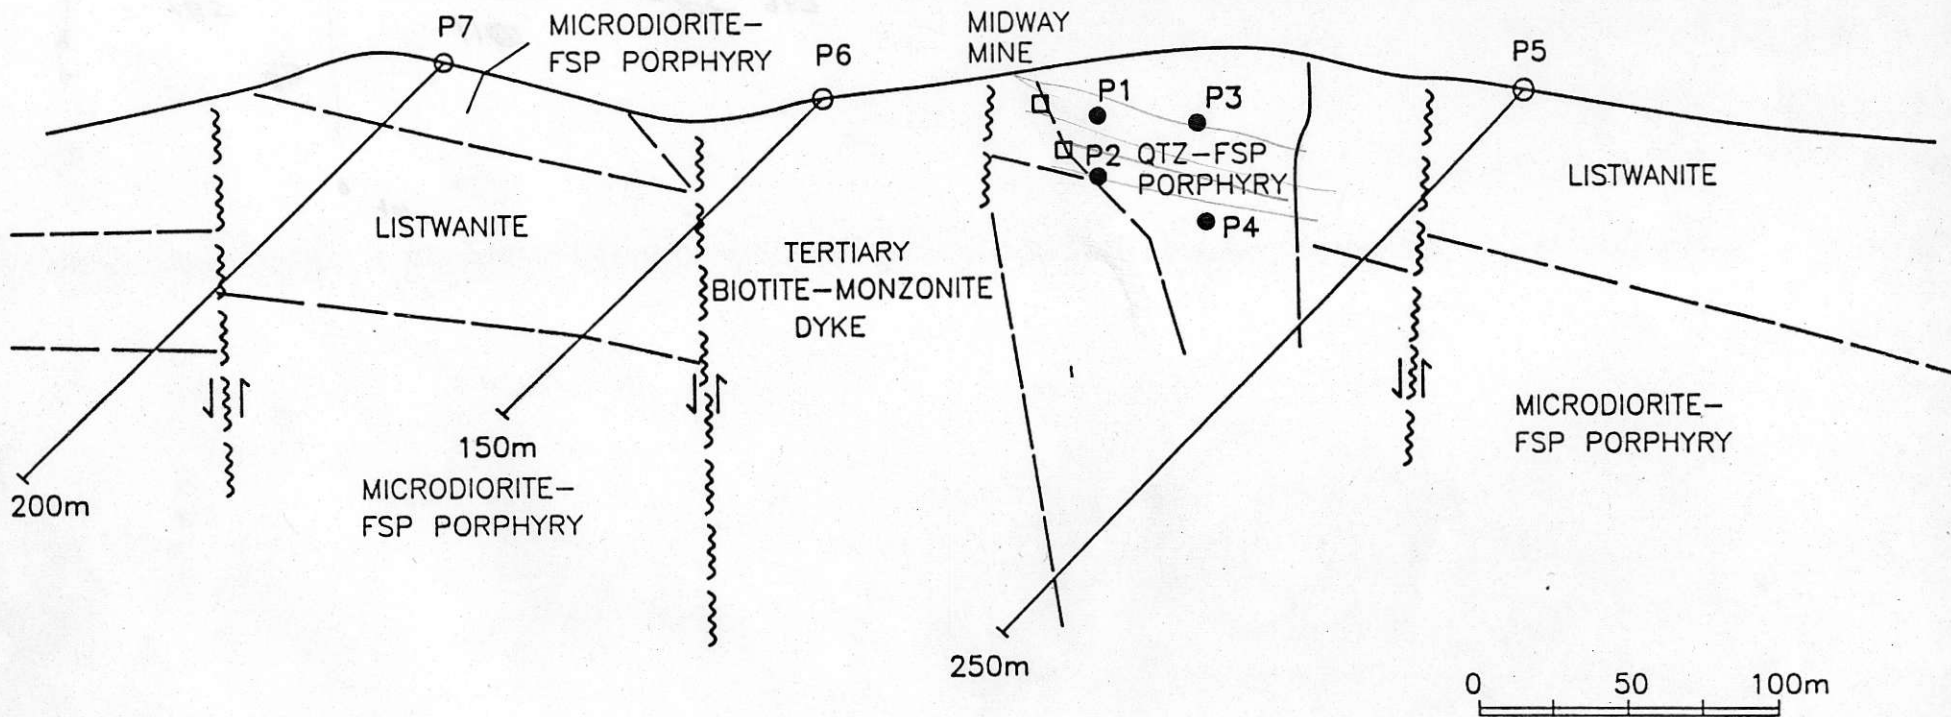 P7
MICRODIORITE-
FSP PORPHYRY
P6
MIDWAY
MINE
P5
P1
P3
P2
QTZ-FSP
PORPHYRY
P4
LISTWANITE
LISTWANITE
TERTIARY
BIOTITE-MONZONITE
DYKE
150m
200m
MICRODIORITE-
FSP PORPHYRY
MICRODIORITE-
FSP PORPHYRY
250m
0 50 100m